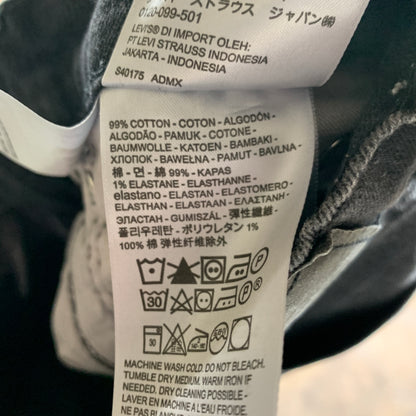 ストラウス ジャパン㈱
0120-099-501
LEVI'S® DI IMPORT OLEH:
PT LEVI STRAUSS INDONESIA
JAKARTA - INDONESIA
S40175 ADMX
99% COTTON - COTON - ALGODÓN -
ALGODÃO - PAMUK - COTONE -
BAUMWOLLE - KATOEN - BAMBAKI -
ХЛОПОК - BAWEŁNA - PAMUT - BAVLNA -
棉 - 면 - 綿 99% - KAPAS
1% ELASTANE - ELASTHANNE -
elastano - ELASTAN - ELASTOMERO -
ELASTANEN - ELASTAAN - ΕΛΑΣΤΑΝΗ -
ЭЛАСТАН - GUMISZÁL - 弹性纖維 -
폴리우레탄 - ポリウレタン 1%
100% 棉 弹性纖维除外
30
P
30
P
30
MACHINE WASH COLD. DO NOT BLEACH.
TUMBLE DRY MEDIUM. WARM IRON IF
NEEDED. DRY CLEANING POSSIBLE -
LAVER EN MACHINE À L'EAU FROIDE.